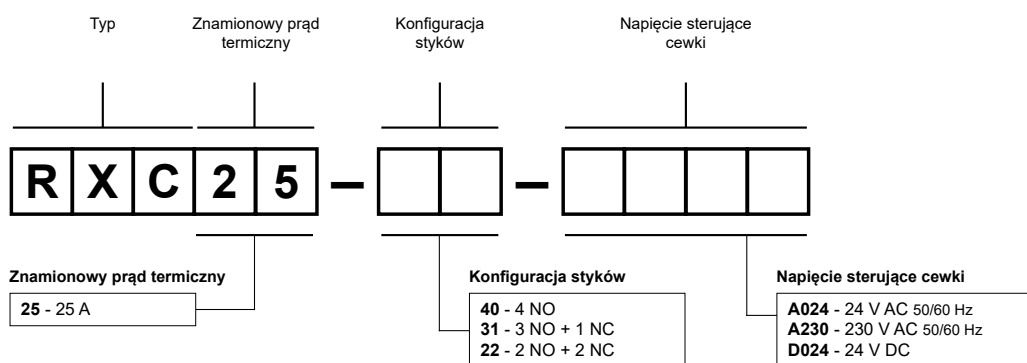 Typ
Znamionowy prąd
termiczny
Konfiguracja
styków
Napięcie sterujące
cewki
R X C 2 5 – –
Znamionowy prąd termiczny
25 - 25 A
Konfiguracja styków
40 - 4 NO
31 - 3 NO + 1 NC
22 - 2 NO + 2 NC
Napięcie sterujące cewki
A024 - 24 V AC 50/60 Hz
A230 - 230 V AC 50/60 Hz
D024 - 24 V DC